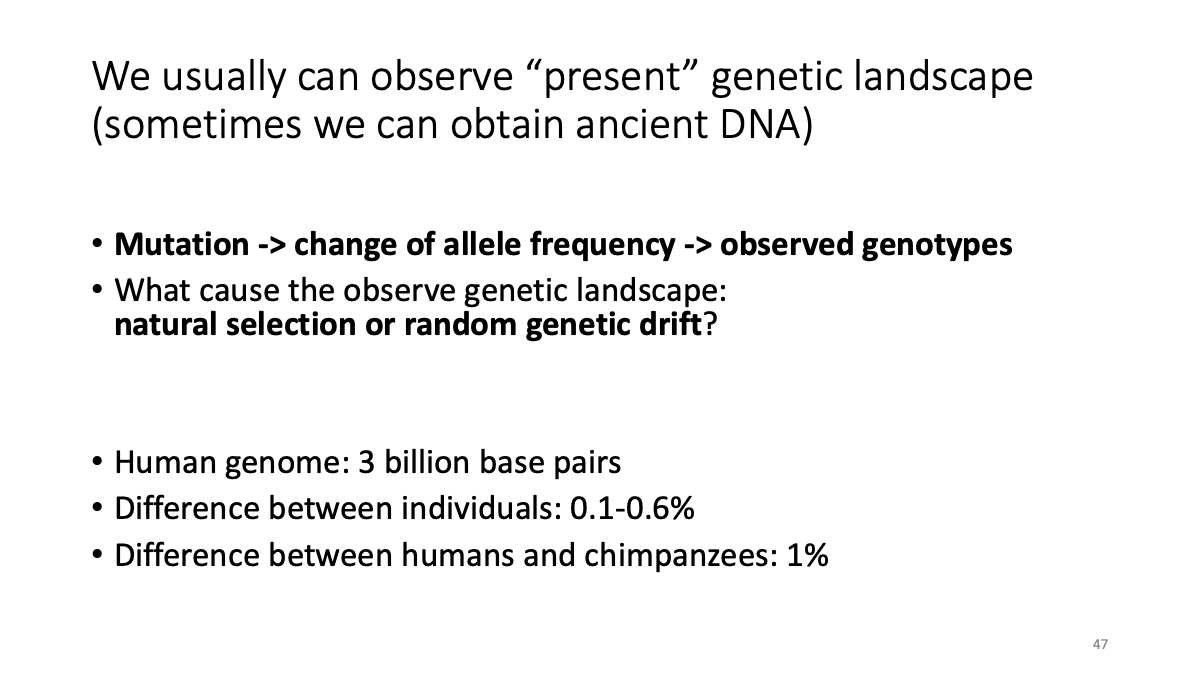 We usually can observe “present” genetic landscape
(sometimes we can obtain ancient DNA)
• Mutation -> change of allele frequency -> observed genotypes
• What cause the observe genetic landscape:
natural selection or random genetic drift?
• Human genome: 3 billion base pairs
• Difference between individuals: 0.1-0.6%
• Difference between humans and chimpanzees: 1%
47